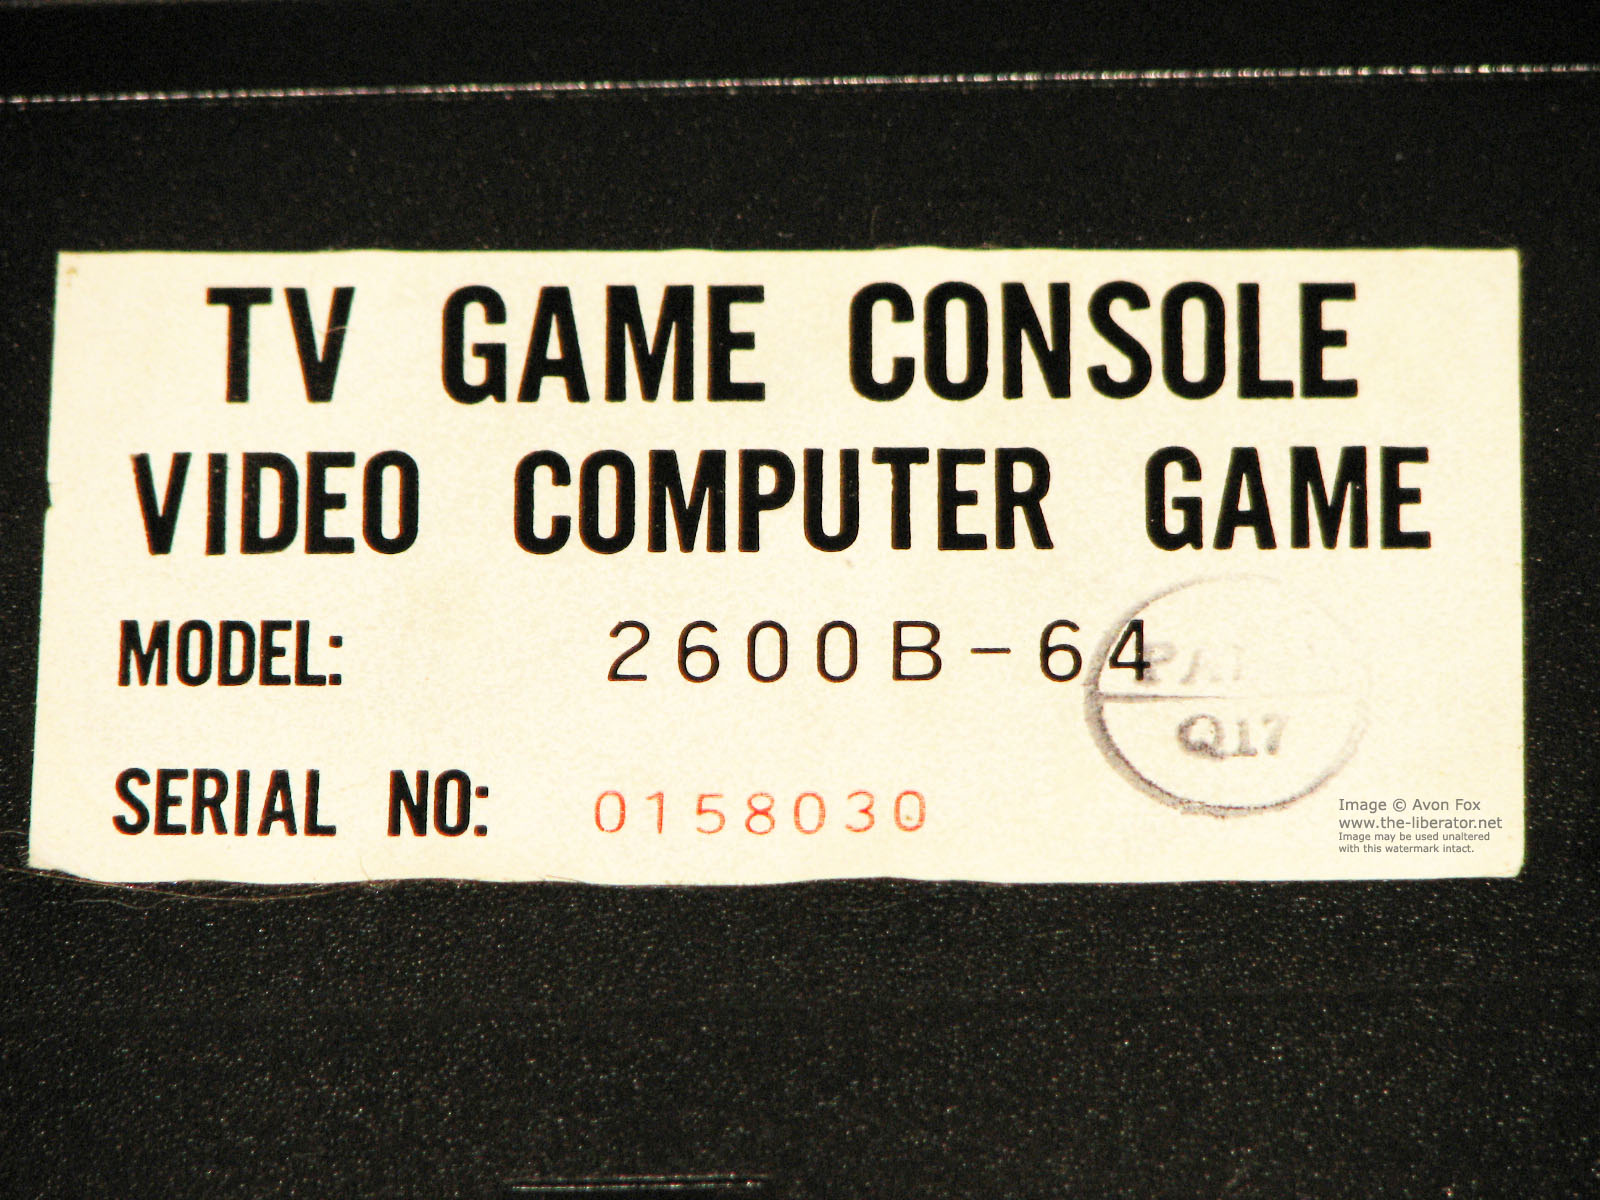 TV GAME CONSOLE
VIDEO COMPUTER GAME
MODEL: 2600B-64
Q17
SERIAL NO: 0158030
Image © Avon Fox
www.the-liberator.net
Image may be used unaltered
with this watermark intact.